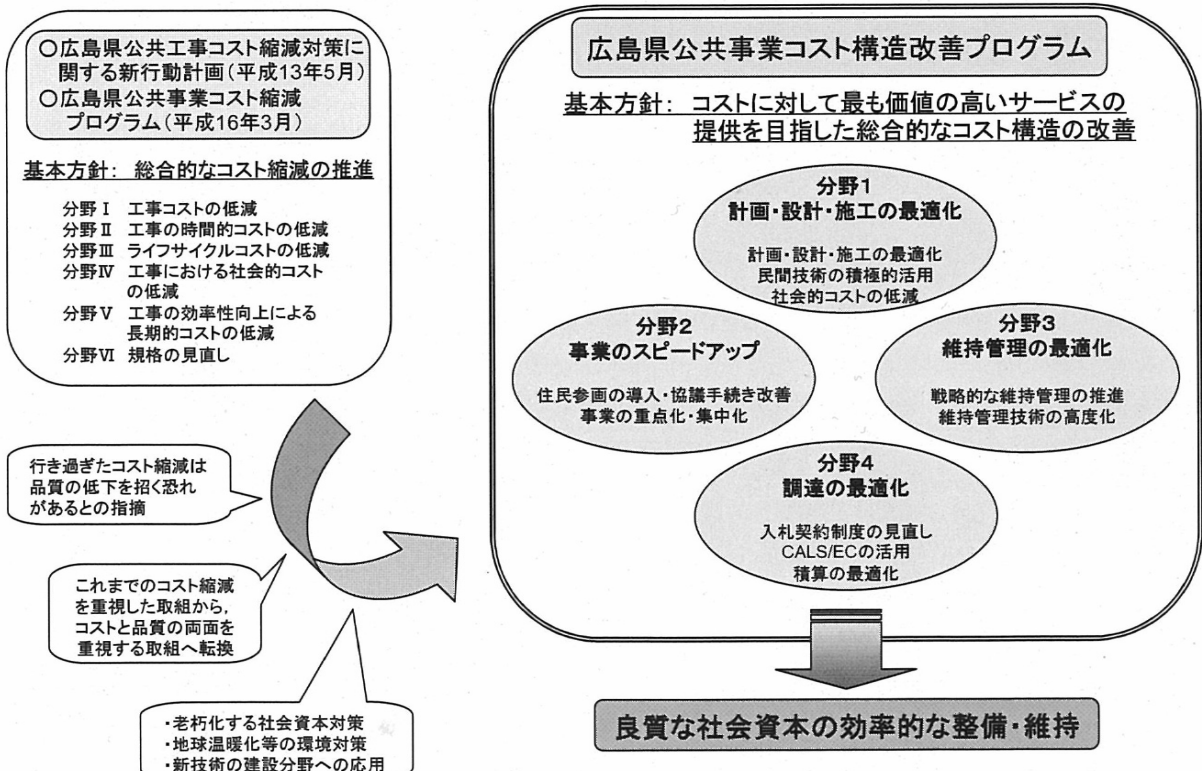 ○広島県公共工事コスト縮減対策に
関する新行動計画(平成13年5月)
○広島県公共事業コスト縮減
プログラム(平成16年3月)
基本方針: 総合的なコスト縮減の推進
分野Ⅰ 工事コストの低減
分野Ⅱ 工事の時間的コストの低減
分野Ⅲ ライフサイクルコストの低減
分野Ⅳ 工事における社会的コスト
の低減
分野Ⅴ 工事の効率性向上による
長期的コストの低減
分野Ⅵ 規格の見直し
行き過ぎたコスト縮減は
品質の低下を招く恐れ
があるとの指摘
これまでのコスト縮減
を重視した取組から,
コストと品質の両面を
重視する取組へ転換
・老朽化する社会資本対策
・地球温暖化等の環境対策
・新技術の建設分野への応用
広島県公共事業コスト構造改善プログラム
基本方針: コストに対して最も価値の高いサービスの
提供を目指した総合的なコスト構造の改善
分野1
計画・設計・施工の最適化
計画・設計・施工の最適化
民間技術の積極的活用
社会的コストの低減
分野2
事業のスピードアップ
住民参画の導入・協議手続き改善
事業の重点化・集中化
分野3
維持管理の最適化
戦略的な維持管理の推進
維持管理技術の高度化
分野4
調達の最適化
入札契約制度の見直し
CALS/ECの活用
積算の最適化
良質な社会資本の効率的な整備・維持